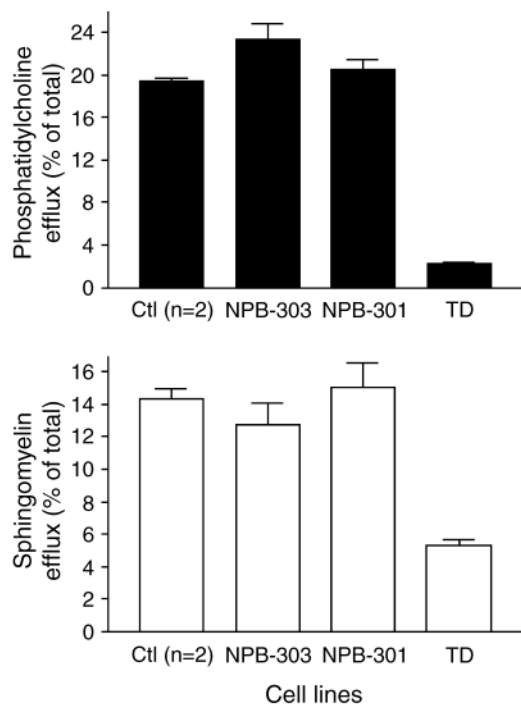 Phosphatidylcholine
efflux (% of total)
24
20
16
12
8
4
0
Ctl (n=2) NPB-303 NPB-301 TD
Sphingomyelin
efflux (% of total)
16
14
12
10
8
6
4
2
0
Ctl (n=2) NPB-303 NPB-301 TD
Cell lines